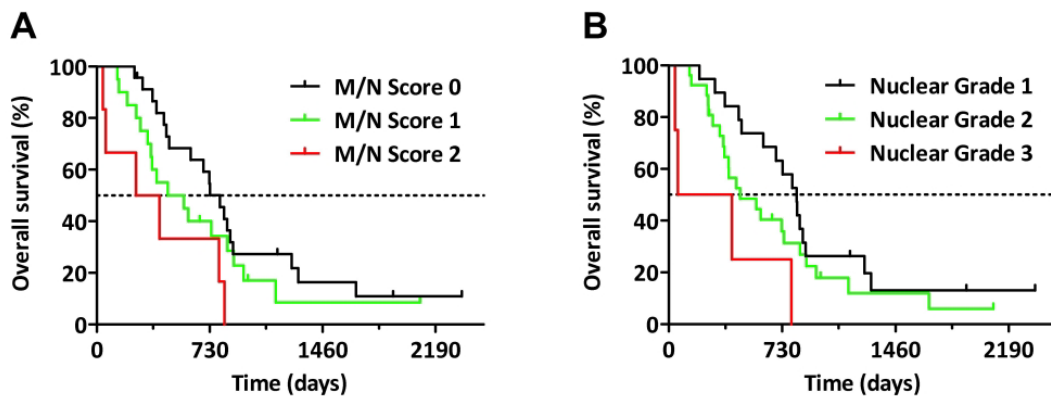 A
Overall survival (%)
100
80
60
40
20
0
M/N Score 0
M/N Score 1
M/N Score 2
0 730 1460 2190
Time (days)
B
Overall survival (%)
100
80
60
40
20
0
Nuclear Grade 1
Nuclear Grade 2
Nuclear Grade 3
0 730 1460 2190
Time (days)